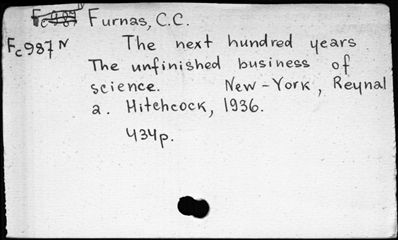 Furnas, C.C.
Fc987N The next hundred years
The unfinished business of
science. New-York, Reynal
a. Hitchcock, 1936.
434p.